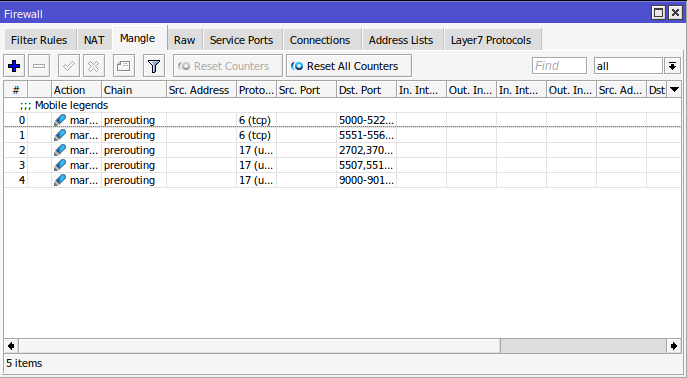 Firewall
Filter Rules NAT Mangle Raw Service Ports Connections Address Lists Layer7 Protocols
Reset Counters Reset All Counters Find all
# Action Chain Src. Address Proto... Src. Port Dst. Port In. Int... Out. In... In. Int... Out. In... Src. Ad... Dst
;;; Mobile legends
0 mar... prerouting 6 (tcp) 5000-522...
1 mar... prerouting 6 (tcp) 5551-556...
2 mar... prerouting 17 (u... 2702,370...
3 mar... prerouting 17 (u... 5507,551...
4 mar... prerouting 17 (u... 9000-901...
5 items